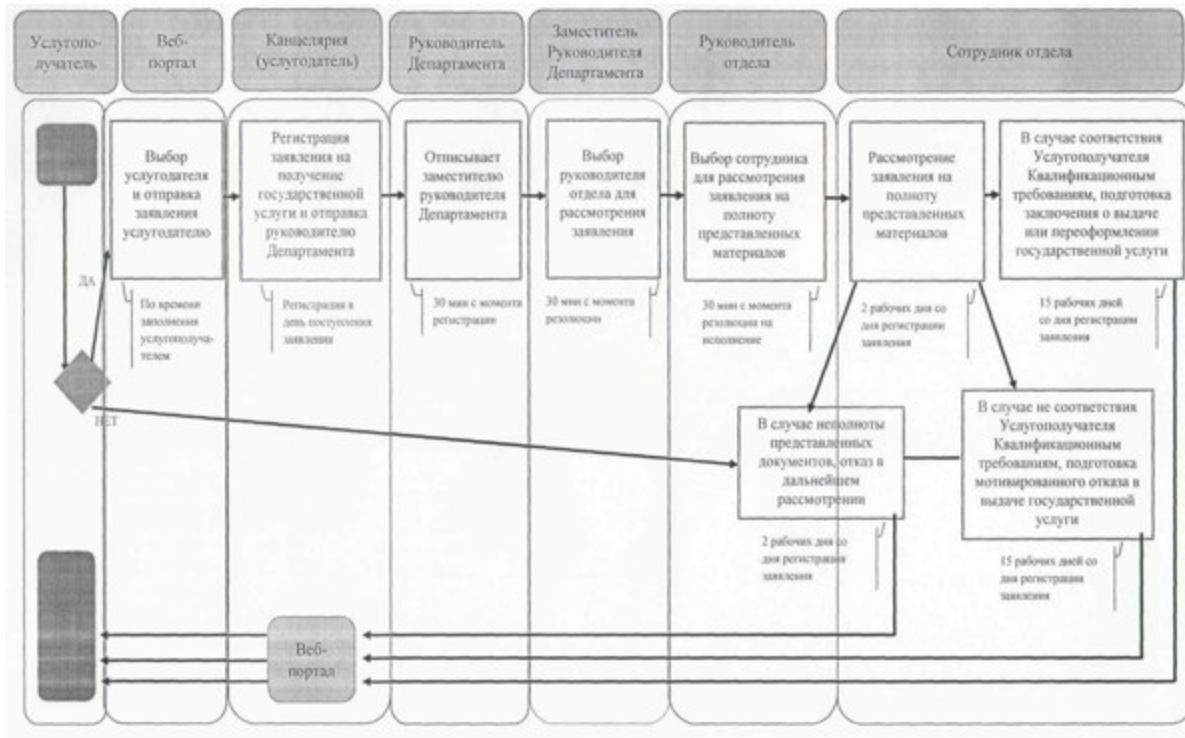 Услугопо-
лучатель
Веб-
портал
Канцелярия
(услугодатель)
Руководитель
Департамента
Заместитель
Руководителя
Департамента
Руководитель
отдела
Сотрудник отдела
Выбор
услугодателя
и отправка
заявления
услугодателю
Регистрация
заявления на
получение
государственной
услуги и отправка
руководителю
Департамента
Отписывает
заместителю
руководителя
Департамента
Выбор
руководителя
отдела для
рассмотрения
заявления
Выбор сотрудника
для рассмотрения
заявления на
полноту
представленных
материалов
Рассмотрение
заявления на
полноту
представленных
материалов
В случае соответствия
Услугополучателя
Квалификационным
требованиям, подготовка
заключения о выдаче
или переоформлении
государственной услуги
ДА
По времени
заполнения
услугополуча-
телем
Регистрация в
день поступления
заявления
30 мин с момента
регистрации
30 мин с момента
резолюции
30 мин с момента
резолюции на
исполнение
2 рабочих дня со
дня регистрации
заявления
15 рабочих дней
со дня регистрации
заявления
НЕТ
В случае неполноты
представленных
документов, отказ в
дальнейшем
рассмотрении
В случае не соответствия
Услугополучателя
Квалификационным
требованиям, подготовка
мотивированного отказа в
выдаче государственной
услуги
2 рабочих дня со
дня регистрации
заявления
15 рабочих дней со
дня регистрации
заявления
Веб-
портал